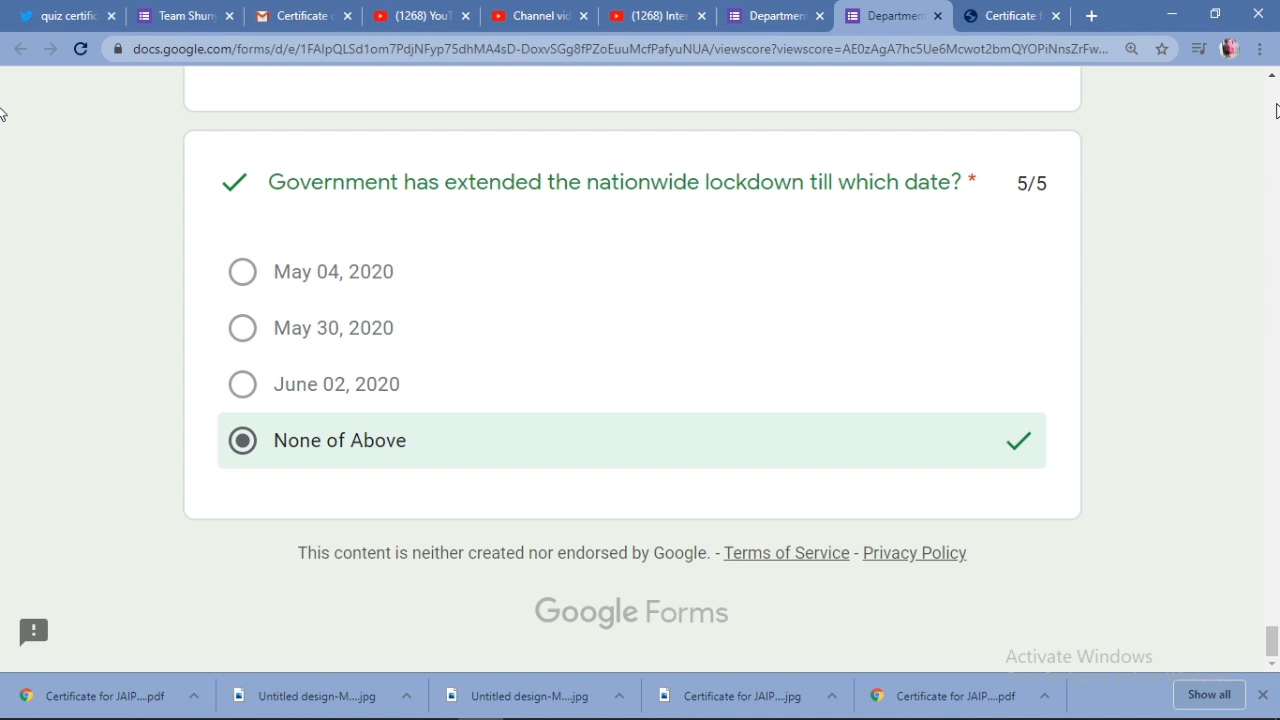 quiz certific
Team Shun
Certificate
(1268) You
Channel vid
(1268) Inte
Department
Department
Certificate f
docs.google.com/forms/d/e/1FAIpQLSd1om7PdjNFyp75dhMA4sD-DoxvSGg8fPZoEuuMcfPafyuNUA/viewscore?viewscore=AE0zAgA7hc5Ue6Mcwot2bmQYOPiNnsZrFw...
Government has extended the nationwide lockdown till which date? * 5/5
May 04, 2020
May 30, 2020
June 02, 2020
None of Above
This content is neither created nor endorsed by Google. - Terms of Service - Privacy Policy
Google Forms
Activate Windows
Certificate for JAIP....pdf
Untitled design-M....jpg
Untitled design-M....jpg
Certificate for JAIP....jpg
Certificate for JAIP....pdf
Show all